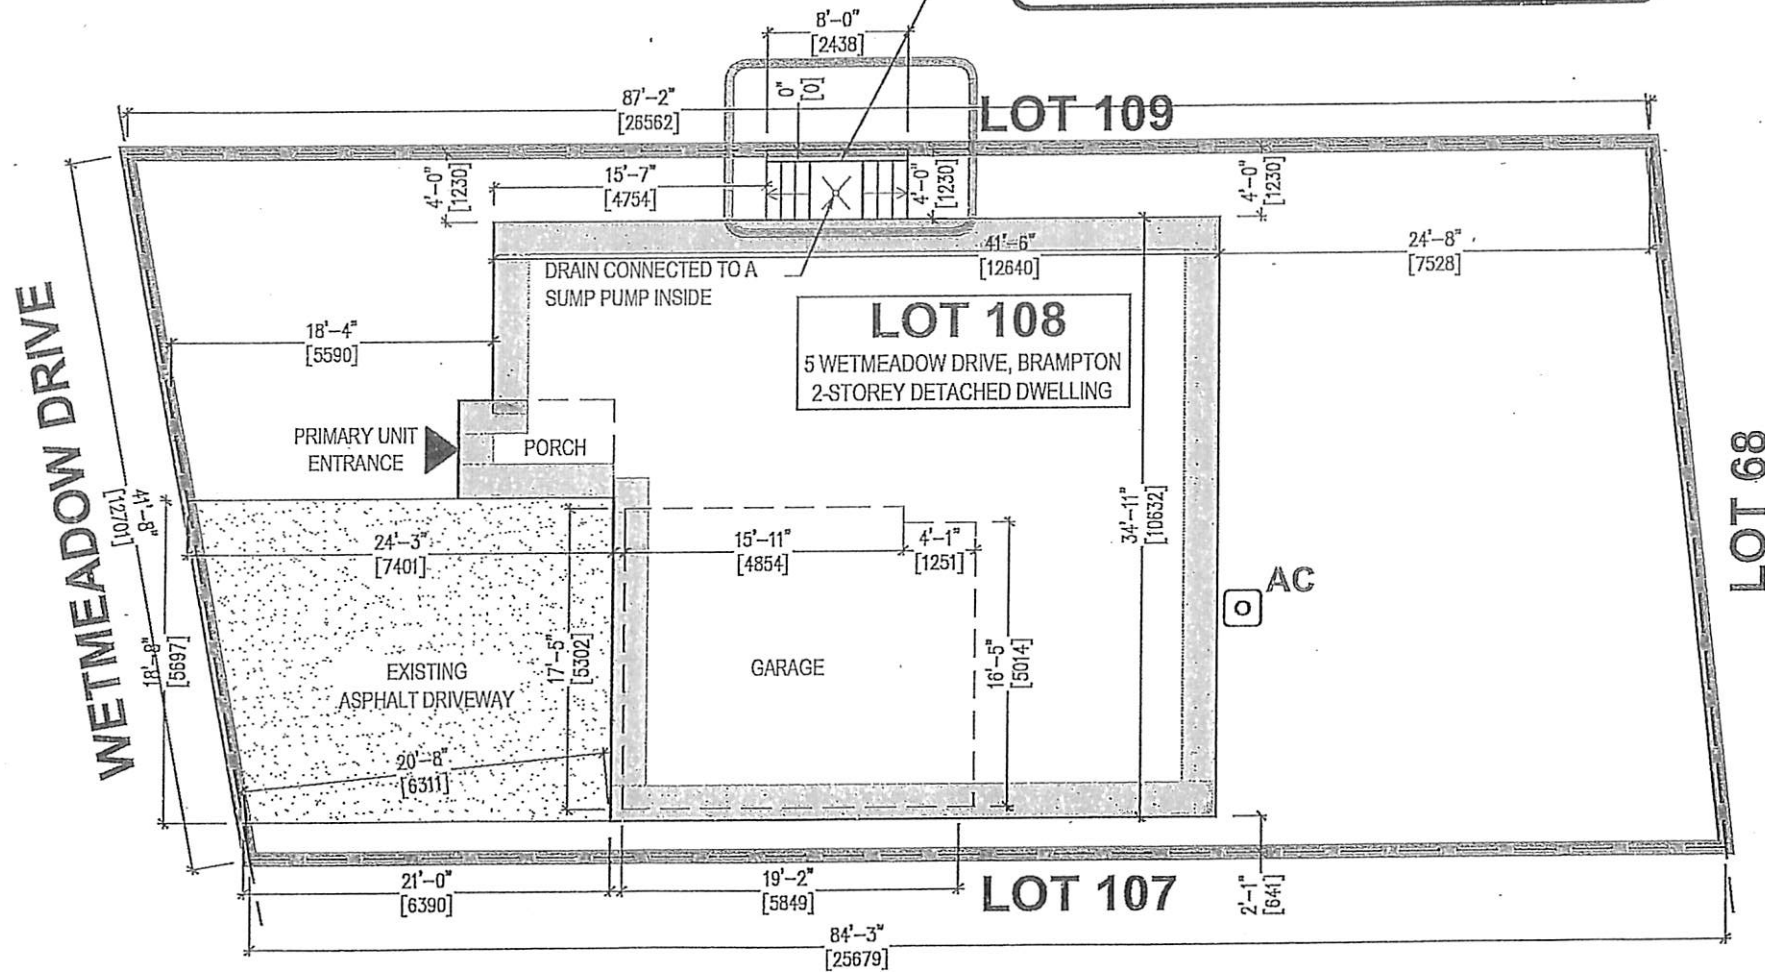 8'-0"
[2438]
0"
[0]
87'-2"
[26562]
LOT 109
4'-0"
[1230]
15'-7"
[4754]
4'-0"
[1230]
4'-0"
[1230]
41'-6"
[12640]
24'-8"
[7528]
DRAIN CONNECTED TO A
SUMP PUMP INSIDE
LOT 108
5 WETMEADOW DRIVE, BRAMPTON
2-STOREY DETACHED DWELLING
18'-4"
[5590]
WETMEADOW DRIVE
41'-8"
[12701]
PRIMARY UNIT
ENTRANCE
PORCH
34'-11"
[10632]
LOT 68
24'-3"
[7401]
15'-11"
[4854]
4'-1"
[1251]
AC
O
18'-8"
[5697]
17'-5"
[5302]
16'-5"
[5014]
EXISTING
ASPHALT DRIVEWAY
GARAGE
20'-8"
[6311]
21'-0"
[6390]
19'-2"
[5849]
LOT 107
2'-1"
[641]
84'-3"
[25679]